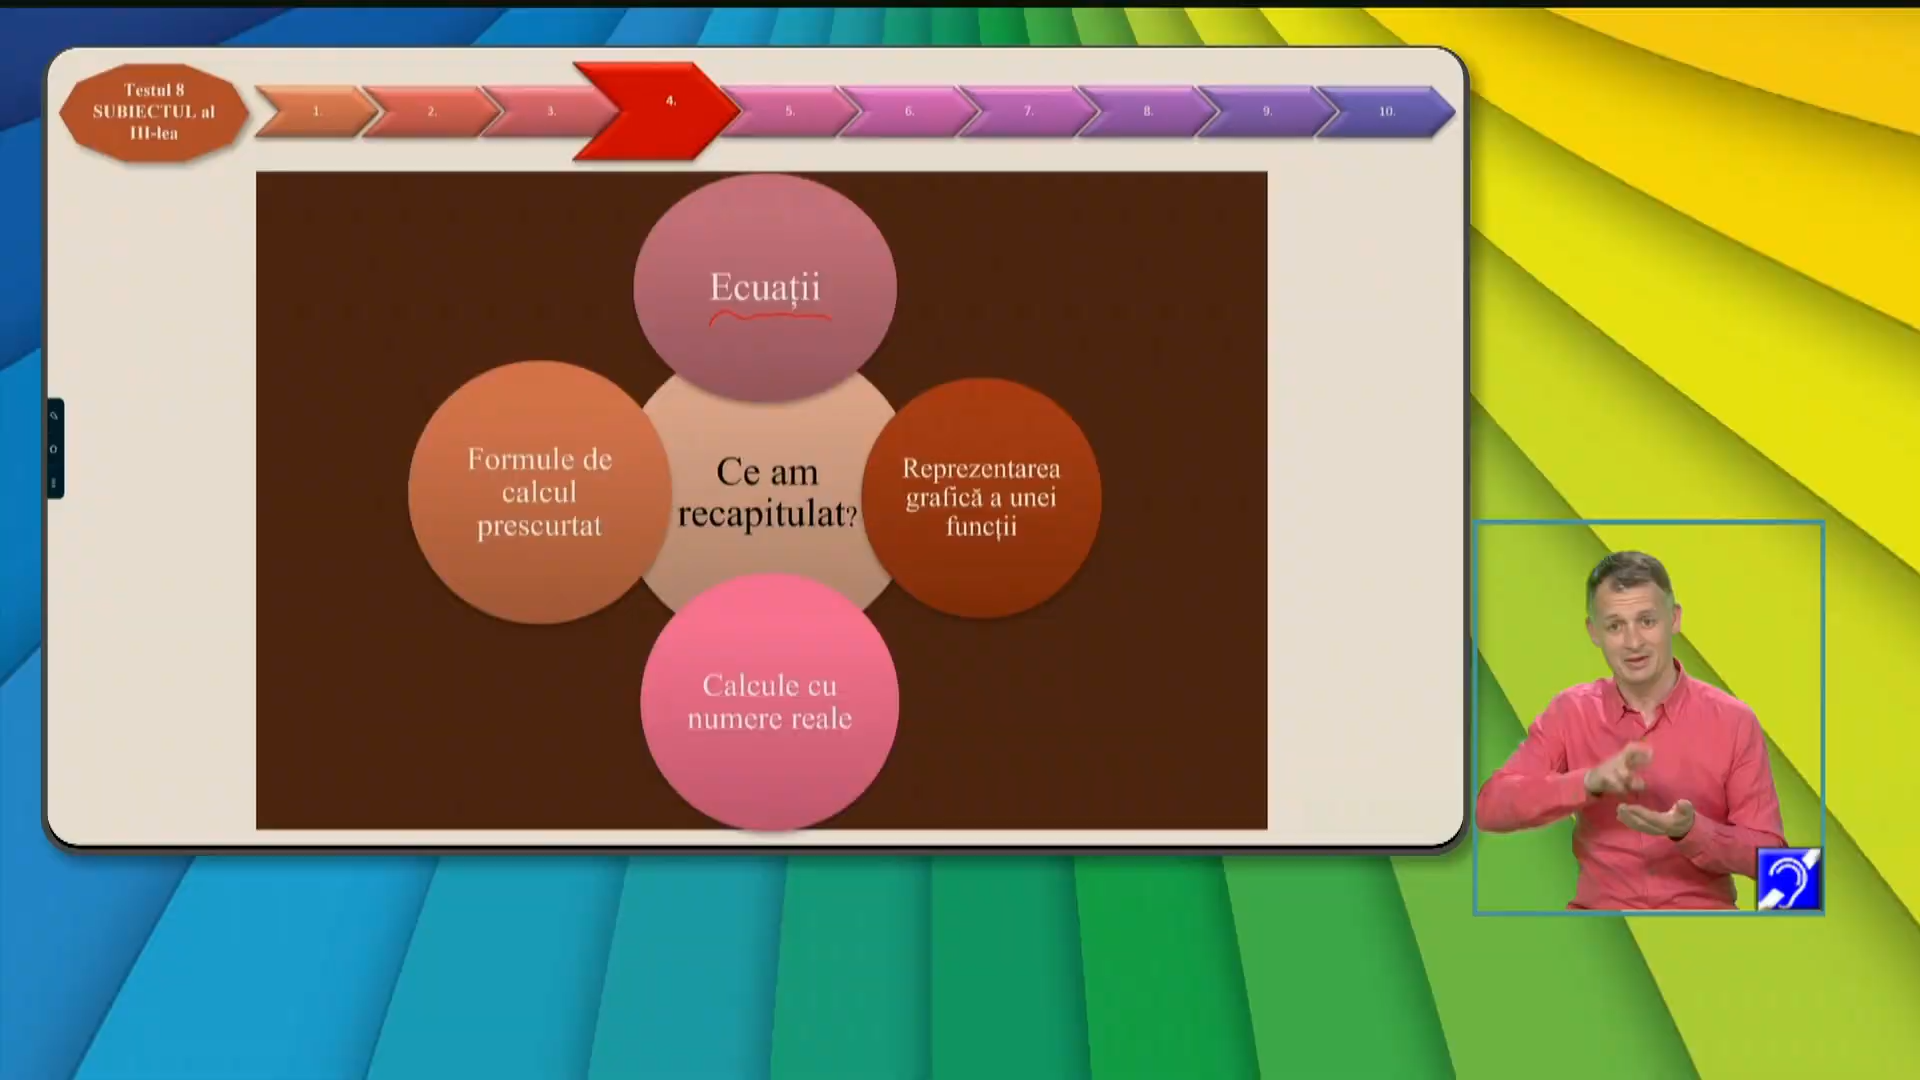 Testul 8
SUBIECTUL al
III-lea
1.
2.
3.
4.
5.
6.
7.
8.
9.
10.
Ecuații
Formule de
calcul
prescurtat
Ce am
recapitulat?
Reprezentarea
grafică a unei
funcții
Calcule cu
numere reale